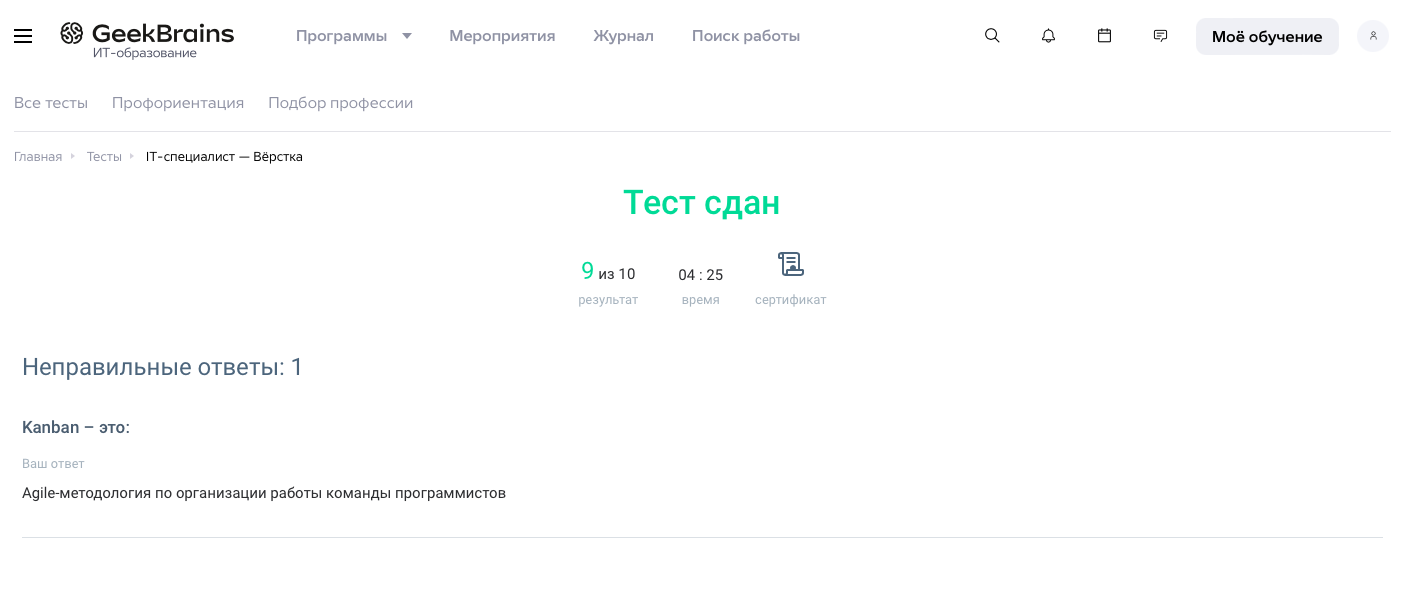 GeekBrains
ИТ-образование
Программы Мероприятия Журнал Поиск работы Моё обучение
Все тесты Профориентация Подбор профессии
Главная Тесты IT-специалист — Вёрстка
Тест сдан
9 из 10 04 : 25
результат время сертификат
Неправильные ответы: 1
Kanban – это:
Ваш ответ
Agile-методология по организации работы команды программистов